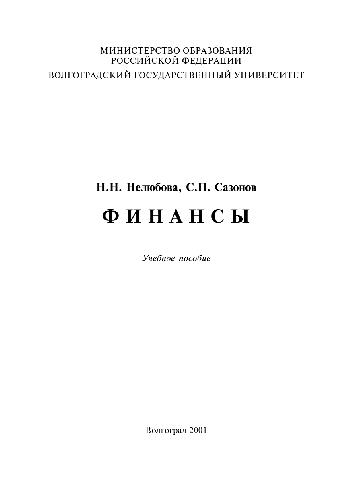 МИНИСТЕРСТВО ОБРАЗОВАНИЯ
РОССИЙСКОЙ ФЕДЕРАЦИИ
ВОЛГОГРАДСКИЙ ГОСУДАРСТВЕННЫЙ УНИВЕРСИТЕТ
Н.Н. Нелюбова, С.П. Сазонов
ФИНАНСЫ
Учебное пособие
Волгоград 2001